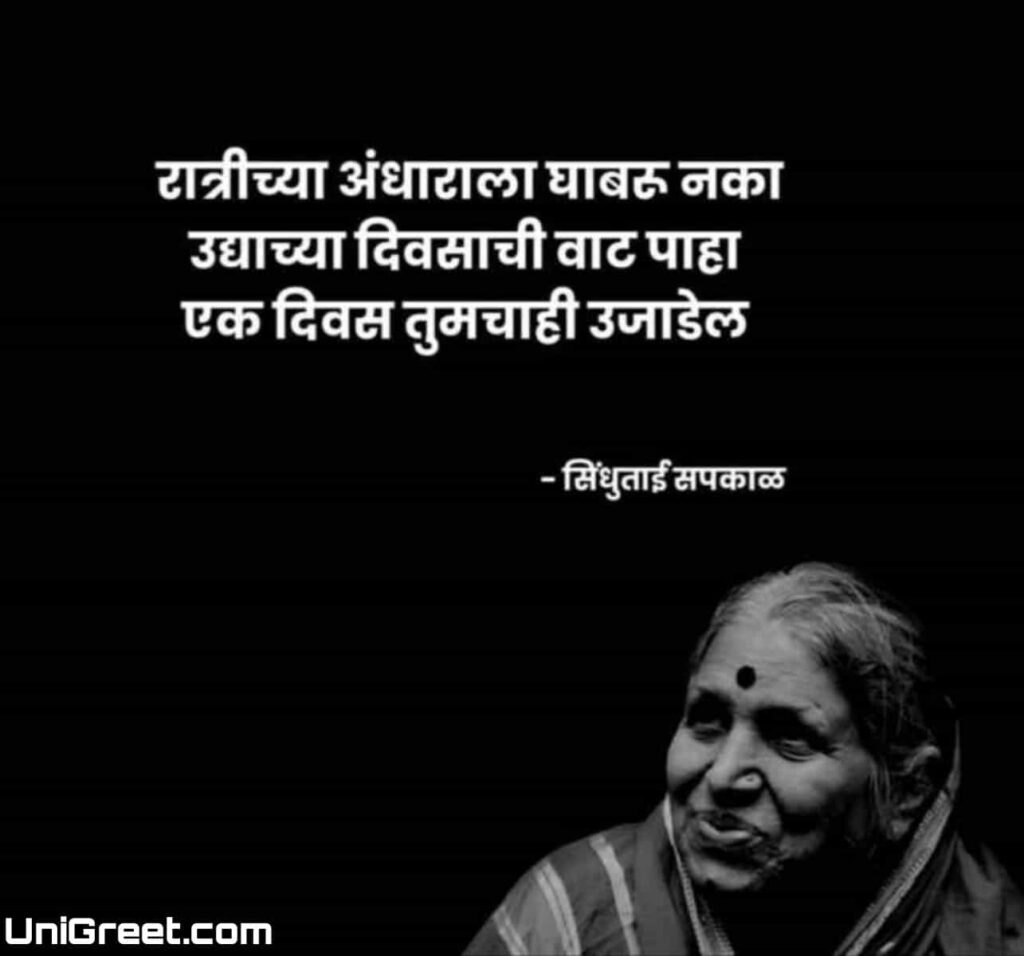 रात्रीच्या अंधाराला घाबरू नका
उद्याच्या दिवसाची वाट पाहा
एक दिवस तुमचाही उजाडेल
- सिंधुताई सपकाळ
UniGreet.com